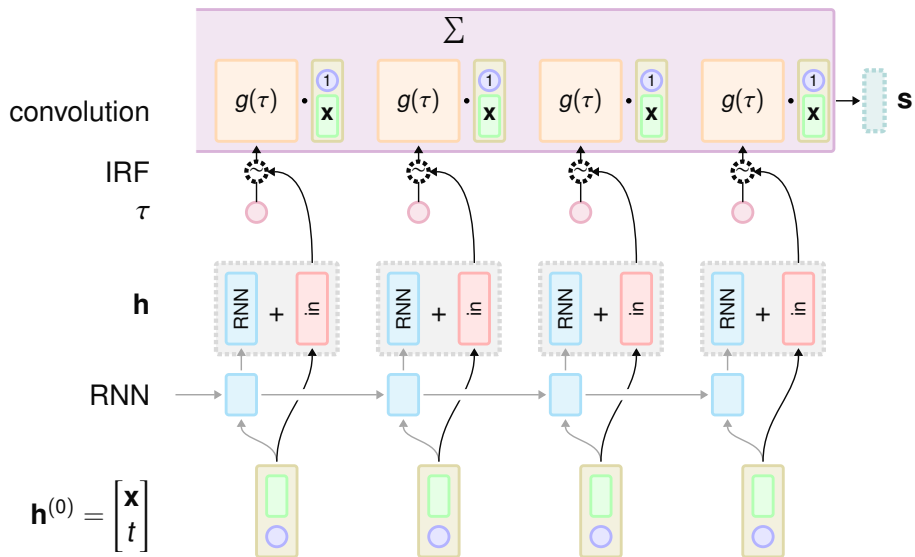 Σ
1 1 1 1
convolution g(τ) · x g(τ) · x g(τ) · x g(τ) · x s
IRF ~ ~ ~ ~
τ
h RNN + in RNN + in RNN + in RNN + in
RNN
h⁽⁰⁾ = [x
t]